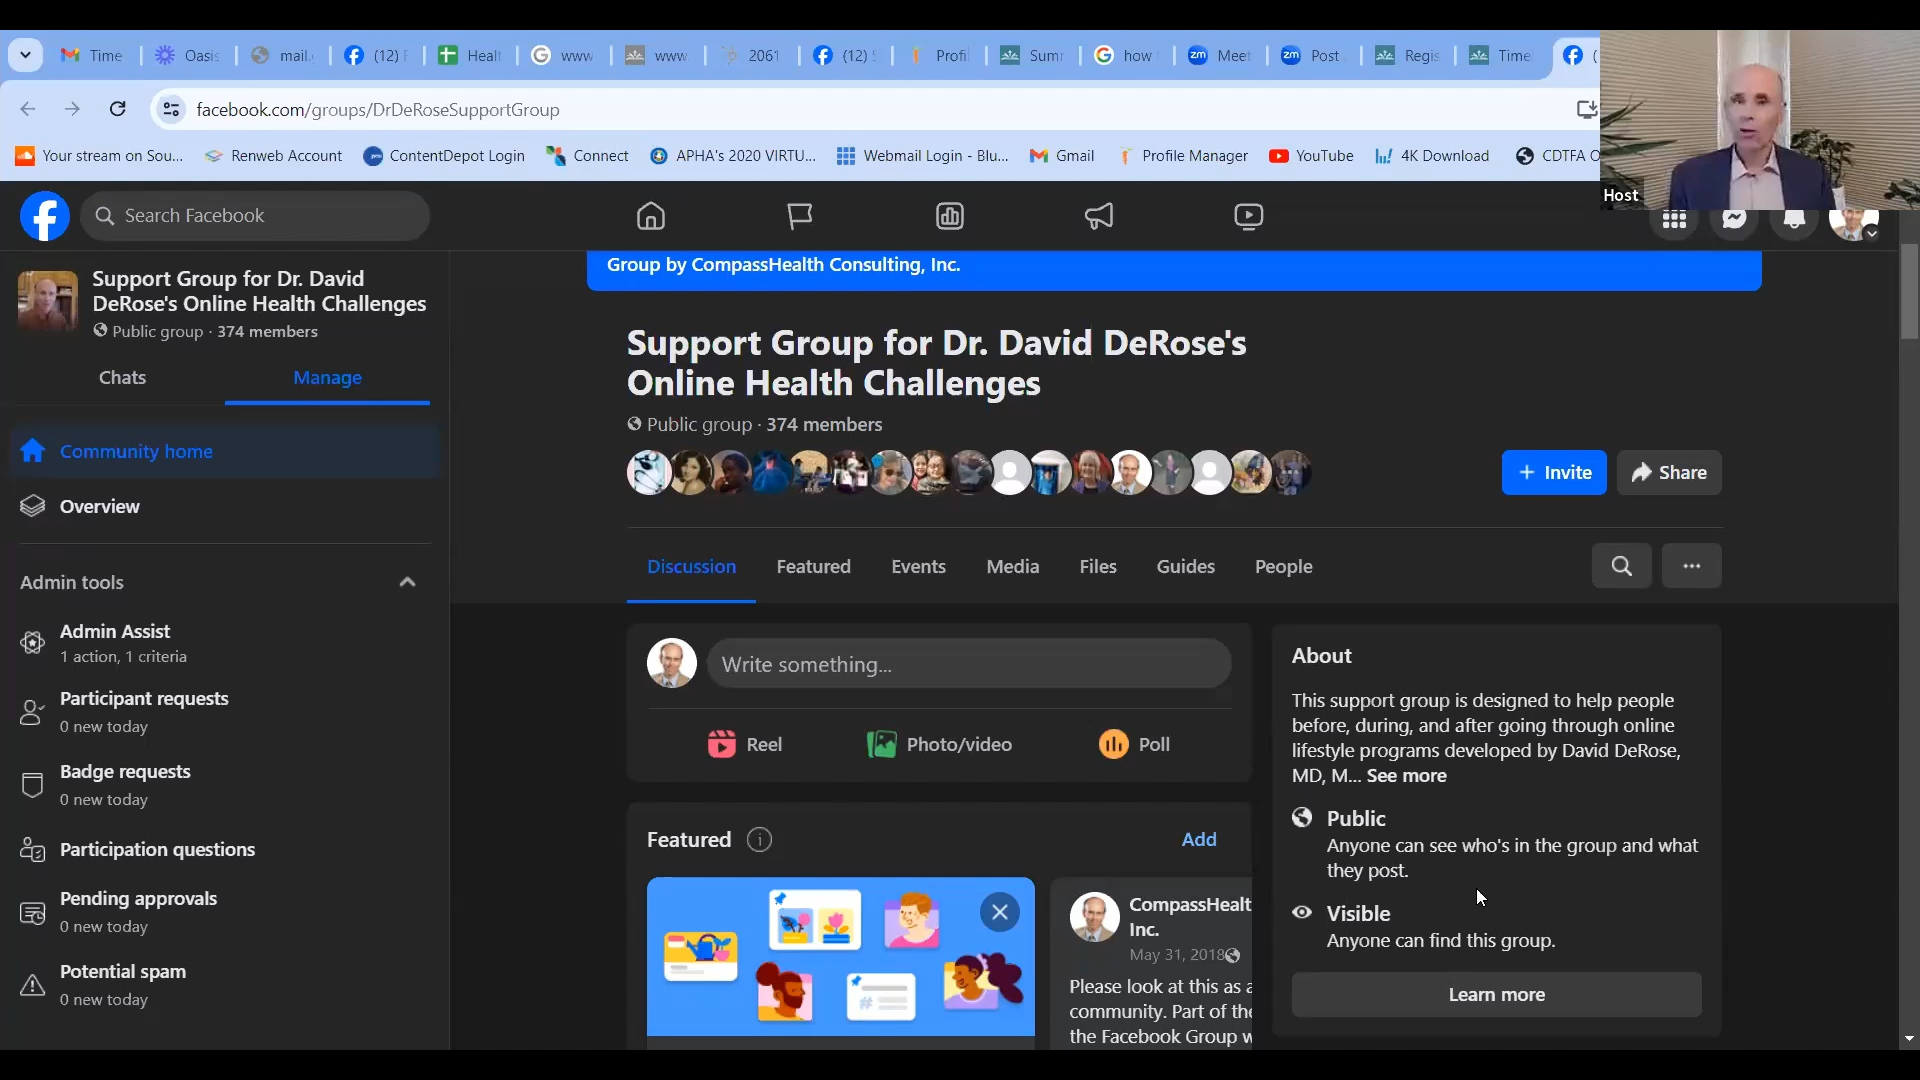 Time
Oasis
mail.
(12) F
Healt
www
www.
2061
(12) S
Profi
Sum
how
Meet
Post
Regis
Time
facebook.com/groups/DrDeRoseSupportGroup
Your stream on Sou...
Renweb Account
ContentDepot Login
Connect
APHA's 2020 VIRTU...
Webmail Login - Blu...
Gmail
Profile Manager
YouTube
4K Download
CDTFA O
Host
Search Facebook
Support Group for Dr. David
DeRose's Online Health Challenges
Public group · 374 members
Chats
Manage
Community home
Overview
Admin tools
Admin Assist
1 action, 1 criteria
Participant requests
0 new today
Badge requests
0 new today
Participation questions
Pending approvals
0 new today
Potential spam
0 new today
Group by CompassHealth Consulting, Inc.
Support Group for Dr. David DeRose's
Online Health Challenges
Public group · 374 members
+ Invite
Share
Discussion
Featured
Events
Media
Files
Guides
People
Write something...
Reel
Photo/video
Poll
Featured
Add
CompassHealt
Inc.
May 31, 2018
Please look at this as a
community. Part of the
the Facebook Group w
About
This support group is designed to help people
before, during, and after going through online
lifestyle programs developed by David DeRose,
MD, M... See more
Public
Anyone can see who's in the group and what
they post.
Visible
Anyone can find this group.
Learn more